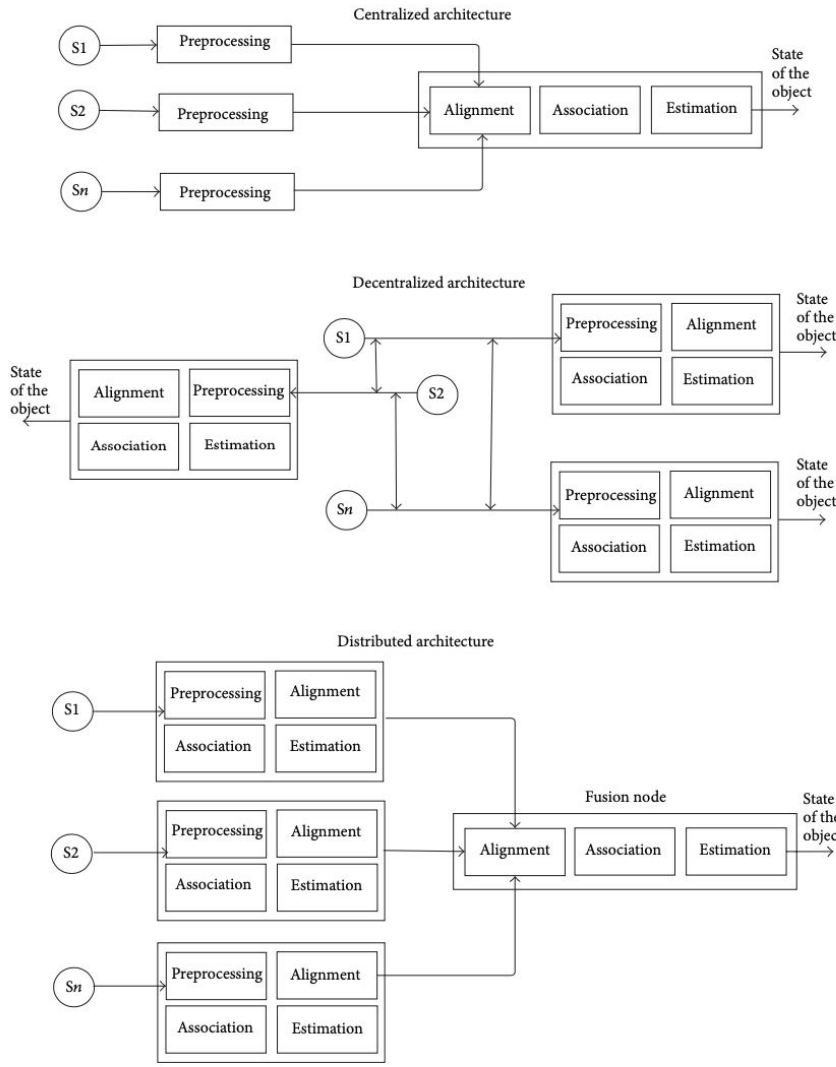 Centralized architecture
S1
Preprocessing
S2
Preprocessing
Sn
Preprocessing
Alignment
Association
Estimation
State
of the
object
Decentralized architecture
S1
S2
Sn
State
of the
object
Alignment
Preprocessing
Association
Estimation
Preprocessing
Alignment
Association
Estimation
State
of the
object
Preprocessing
Alignment
Association
Estimation
State
of the
object
Distributed architecture
S1
Preprocessing
Alignment
Association
Estimation
S2
Preprocessing
Alignment
Association
Estimation
Sn
Preprocessing
Alignment
Association
Estimation
Fusion node
Alignment
Association
Estimation
State
of the
object